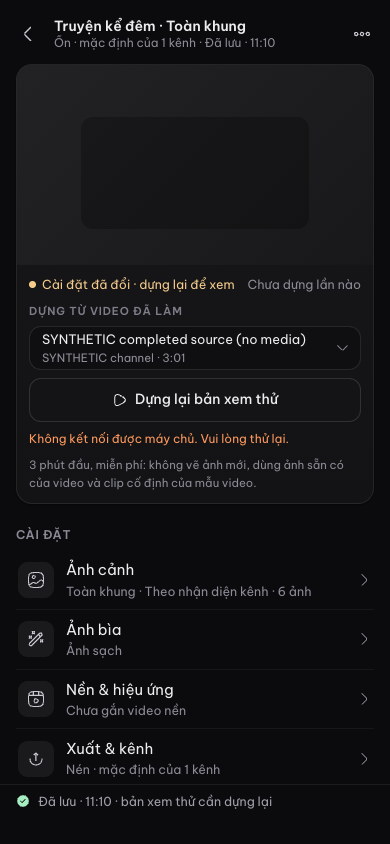 Truyện kể đêm · Toàn khung
Ổn · mặc định của 1 kênh · Đã lưu · 11:10
Cài đặt đã đổi · dựng lại để xem
Chưa dựng lần nào
DỰNG TỪ VIDEO ĐÃ LÀM
SYNTHETIC completed source (no media)
SYNTHETIC channel · 3:01
Dựng lại bản xem thử
Không kết nối được máy chủ. Vui lòng thử lại.
3 phút đầu, miễn phí: không vẽ ảnh mới, dùng ảnh sẵn có
của video và clip cố định của mẫu video.
CÀI ĐẶT
Ảnh cảnh
Toàn khung · Theo nhận diện kênh · 6 ảnh
Ảnh bìa
Ảnh sạch
Nền & hiệu ứng
Chưa gắn video nền
Xuất & kênh
Nén · mặc định của 1 kênh
Đã lưu · 11:10 · bản xem thử cần dựng lại